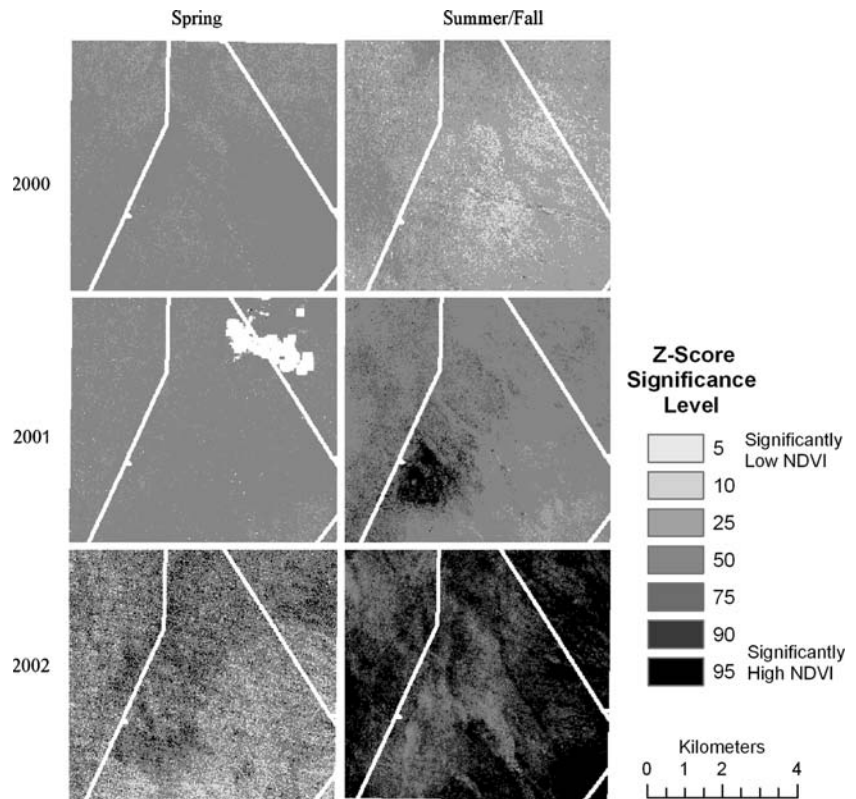 Spring
Summer/Fall
2000
2001
2002
Z-Score
Significance
Level
5
Significantly
Low NDVI
10
25
50
75
90
95
Significantly
High NDVI
Kilometers
0 1 2 4